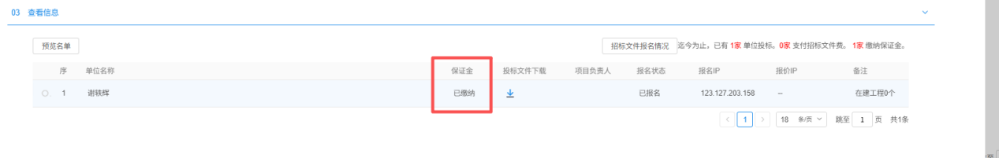 03 查看信息
预览名单 招标文件报名情况 迄今为止，已有 1家 单位投标。0家 支付招标文件费。 1家 缴纳保证金。
序 单位名称 保证金 投标文件下载 项目负责人 报名状态 报名IP 报价IP 备注
1 谢轶辉 已缴纳 已报名 123.127.203.158 -- 在建工程0个
< 1 > 18 条/页 跳至 1 页 共1条